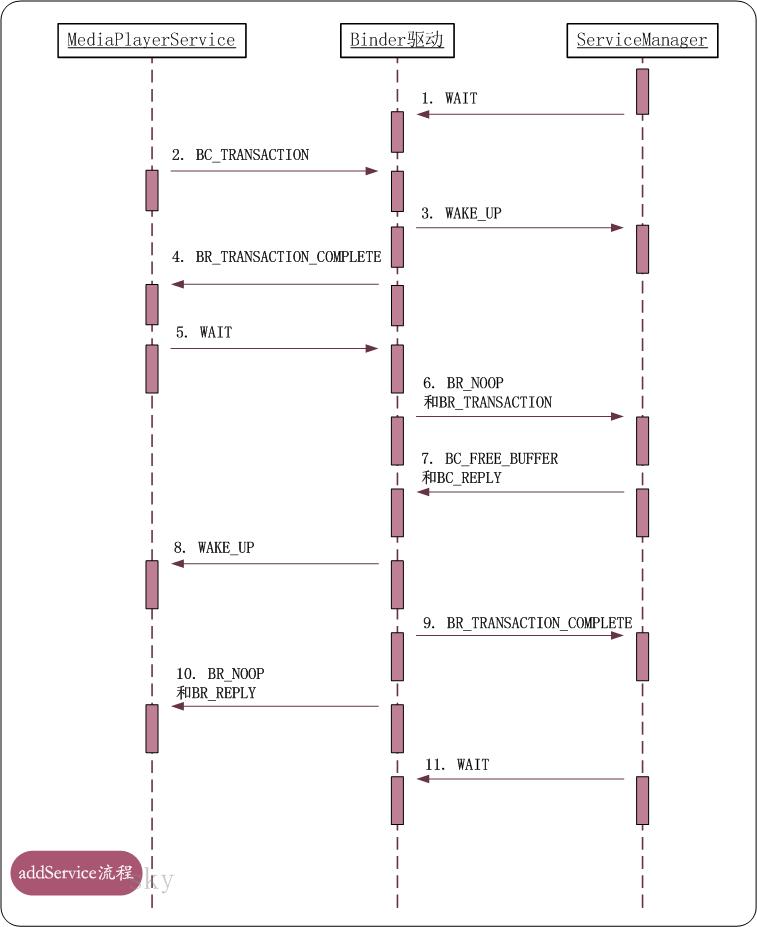 MediaPlayerService
Binder驱动
ServiceManager
1. WAIT
2. BC_TRANSACTION
3. WAKE_UP
4. BR_TRANSACTION_COMPLETE
5. WAIT
6. BR_NOOP
和BR_TRANSACTION
7. BC_FREE_BUFFER
和BC_REPLY
8. WAKE_UP
9. BR_TRANSACTION_COMPLETE
10. BR_NOOP
和BR_REPLY
11. WAIT
addService流程
sky